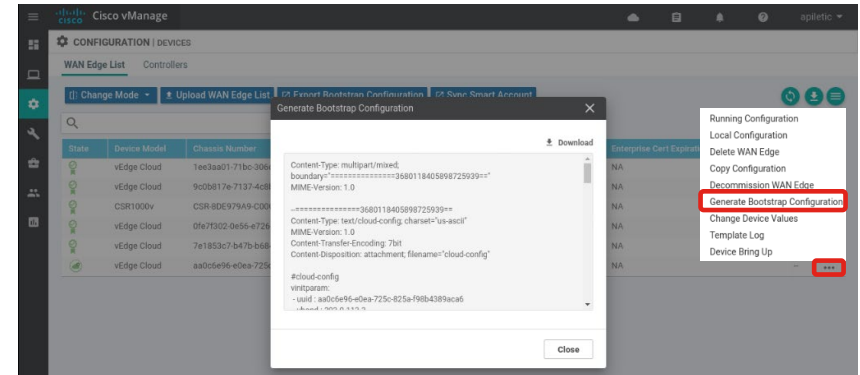 cisco Cisco vManage
apiletic
CONFIGURATION | DEVICES
WAN Edge List Controllers
Change Mode Upload WAN Edge List Export Bootstrap Configuration Sync Smart Account
Generate Bootstrap Configuration
Download
Content-Type: multipart/mixed;
boundary="===============3680118405898725939=="
MIME-Version: 1.0
--===============3680118405898725939==
Content-Type: text/cloud-config; charset="us-ascii"
MIME-Version: 1.0
Content-Transfer-Encoding: 7bit
Content-Disposition: attachment; filename="cloud-config"
#cloud-config
vinitparam:
- uuid : aa0c6e96-e0ea-725c-825a-f98b4389aca6
Close
State Device Model Chassis Number Enterprise Cert Expirati
vEdge Cloud 1ee3aa01-71bc-306 NA
vEdge Cloud 9c0b817e-7137-4c8 NA
CSR1000v CSR-8DE979A9-C00 NA
vEdge Cloud 0fe7f302-0e56-e726 NA
vEdge Cloud 7e1853c7-b47b-b68 NA
vEdge Cloud aa0c6e96-e0ea-725c NA -- •••
Running Configuration
Local Configuration
Delete WAN Edge
Copy Configuration
Decommission WAN Edge
Generate Bootstrap Configuration
Change Device Values
Template Log
Device Bring Up